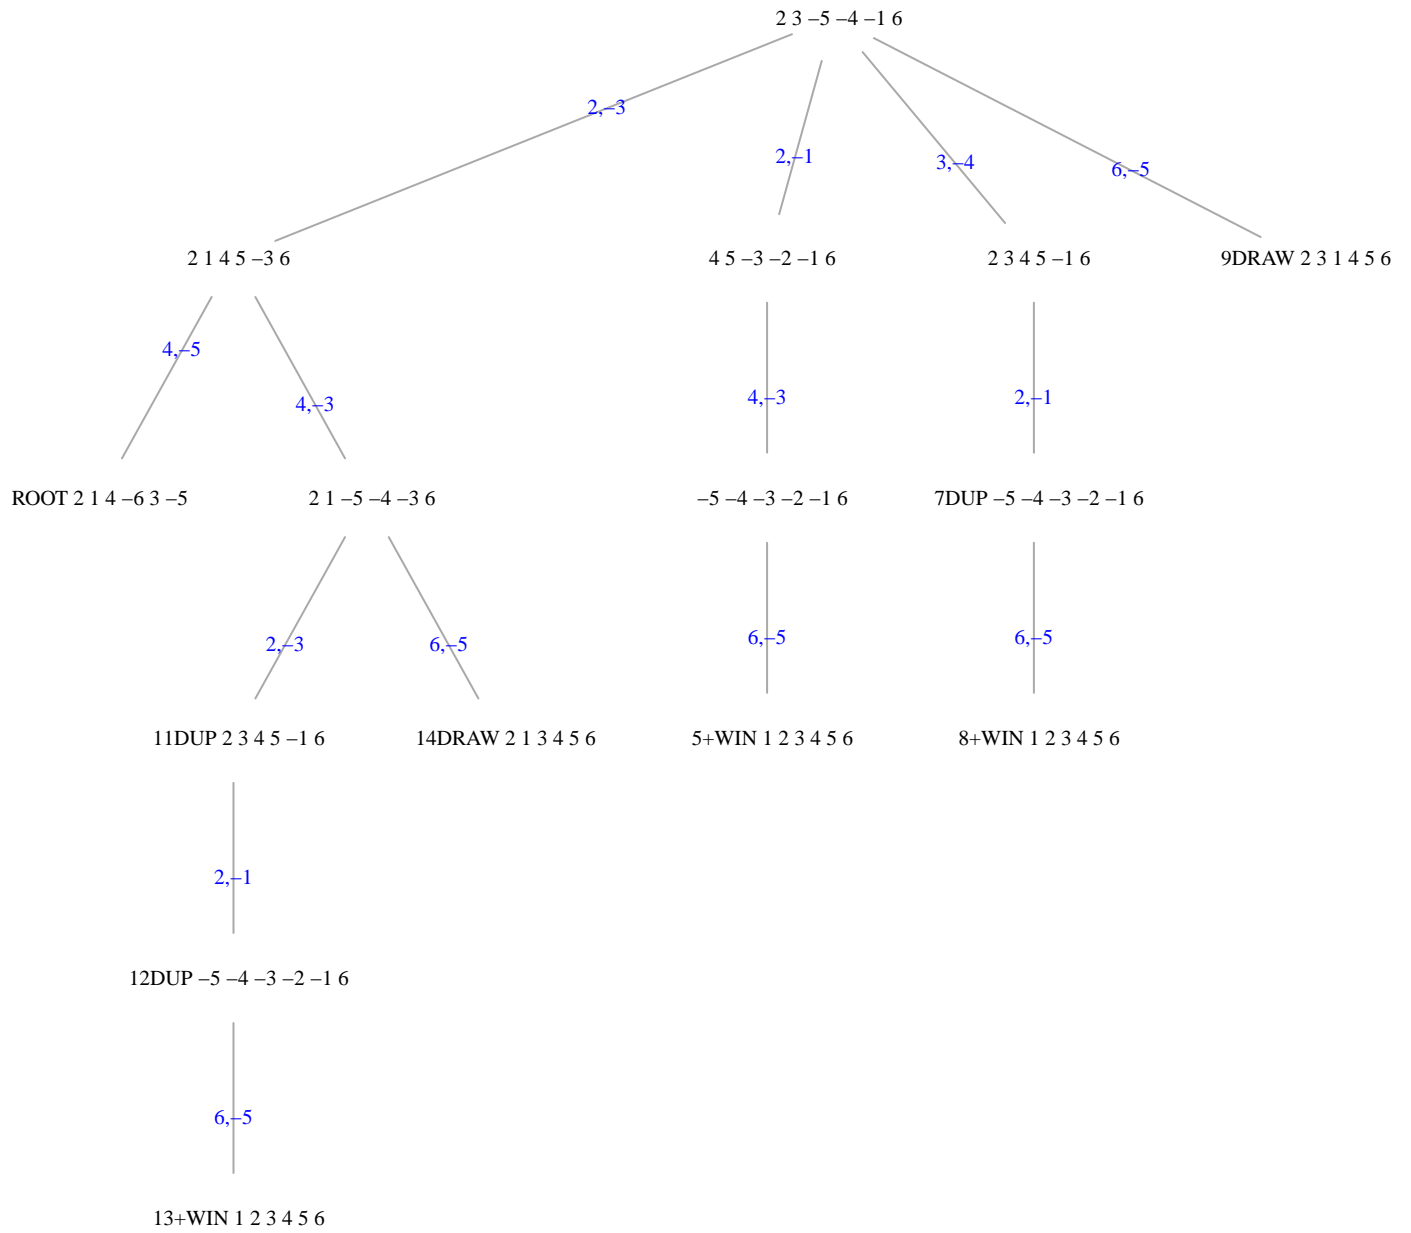 2 3 –5 –4 –1 6
2,–3
2,–1
3,–4
6,–5
2 1 4 5 –3 6
4 5 –3 –2 –1 6
2 3 4 5 –1 6
9DRAW 2 3 1 4 5 6
4,–5
4,–3
4,–3
2,–1
ROOT 2 1 4 –6 3 –5
2 1 –5 –4 –3 6
–5 –4 –3 –2 –1 6
7DUP –5 –4 –3 –2 –1 6
2,–3
6,–5
6,–5
6,–5
11DUP 2 3 4 5 –1 6
14DRAW 2 1 3 4 5 6
5+WIN 1 2 3 4 5 6
8+WIN 1 2 3 4 5 6
2,–1
12DUP –5 –4 –3 –2 –1 6
6,–5
13+WIN 1 2 3 4 5 6